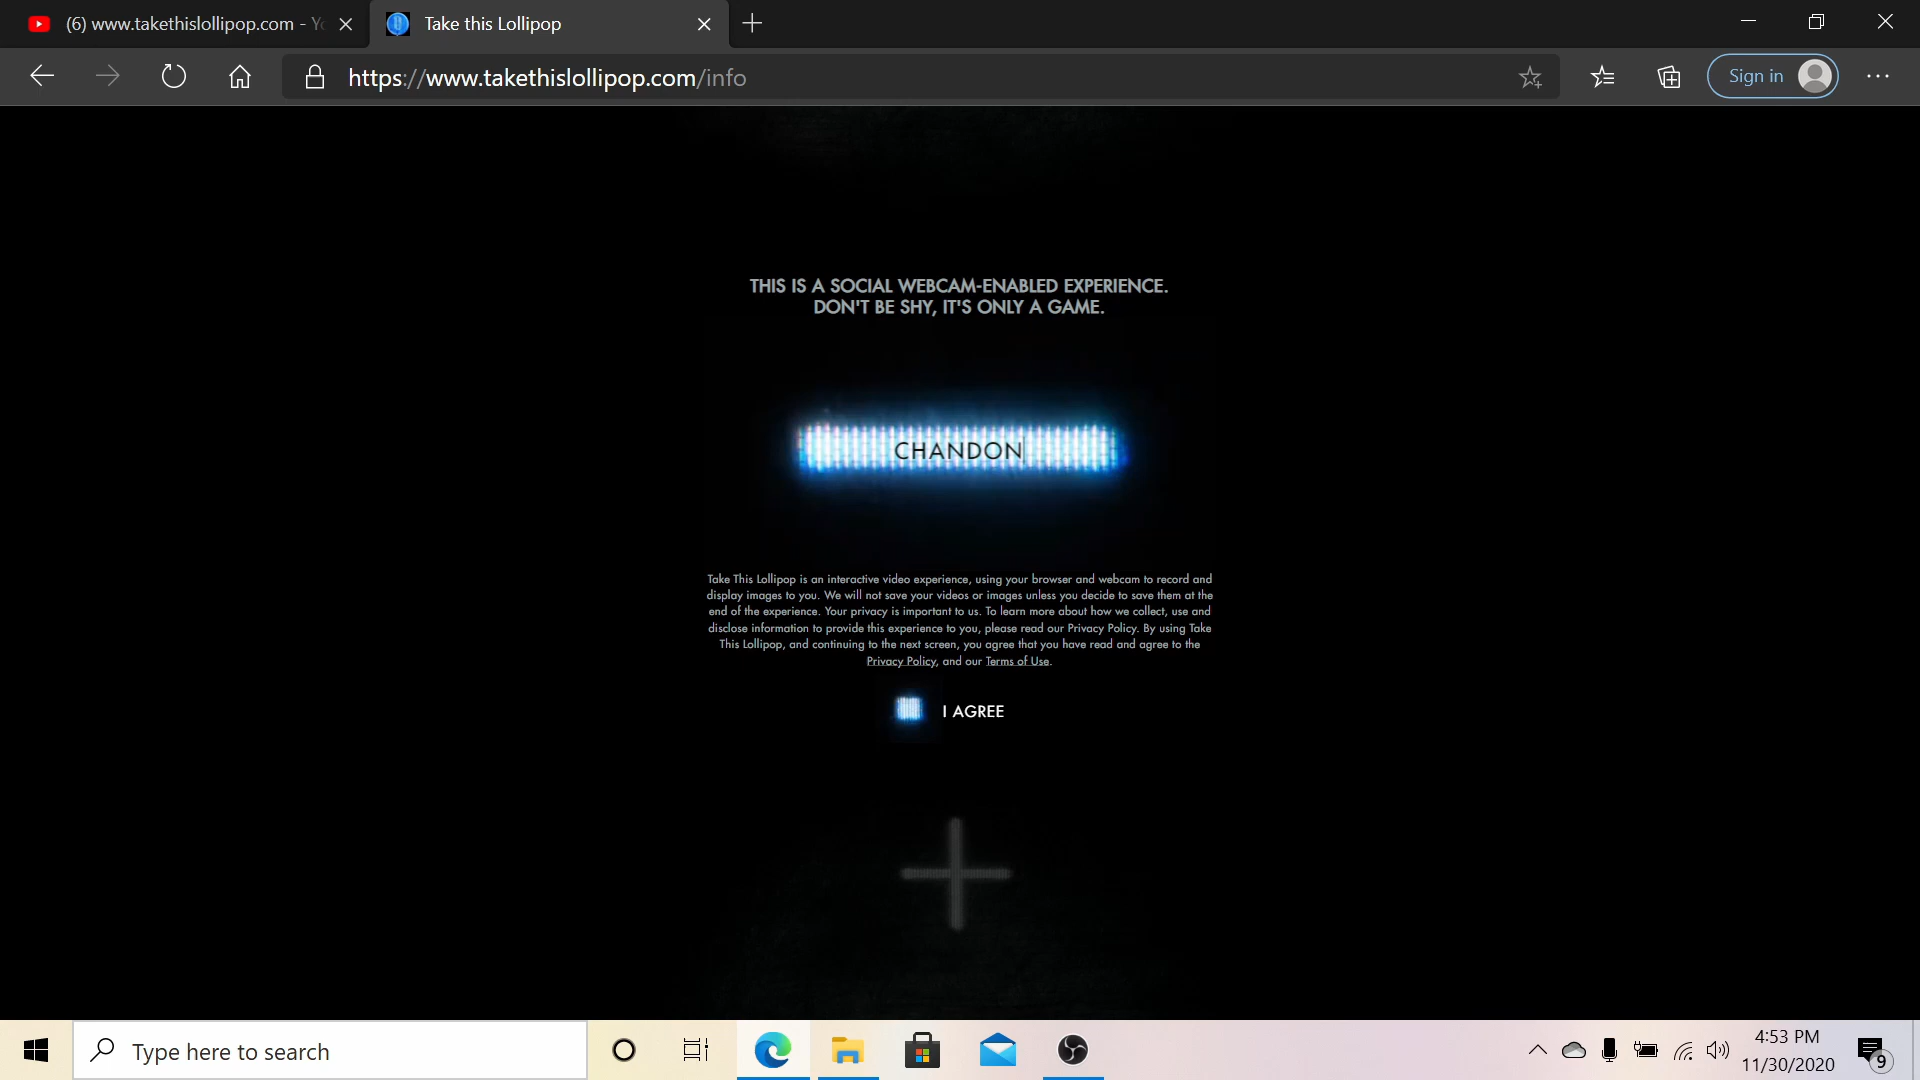 (6) www.takethislollipop.com - Yo
Take this Lollipop
https://www.takethislollipop.com/info
Sign in
THIS IS A SOCIAL WEBCAM-ENABLED EXPERIENCE.
DON'T BE SHY, IT'S ONLY A GAME.
CHANDON
Take This Lollipop is an interactive video experience, using your browser and webcam to record and
display images to you. We will not save your videos or images unless you decide to save them at the
end of the experience. Your privacy is important to us. To learn more about how we collect, use and
disclose information to provide this experience to you, please read our Privacy Policy. By using Take
This Lollipop, and continuing to the next screen, you agree that you have read and agree to the
Privacy Policy, and our Terms of Use.
I AGREE
Type here to search
4:53 PM
11/30/2020
9